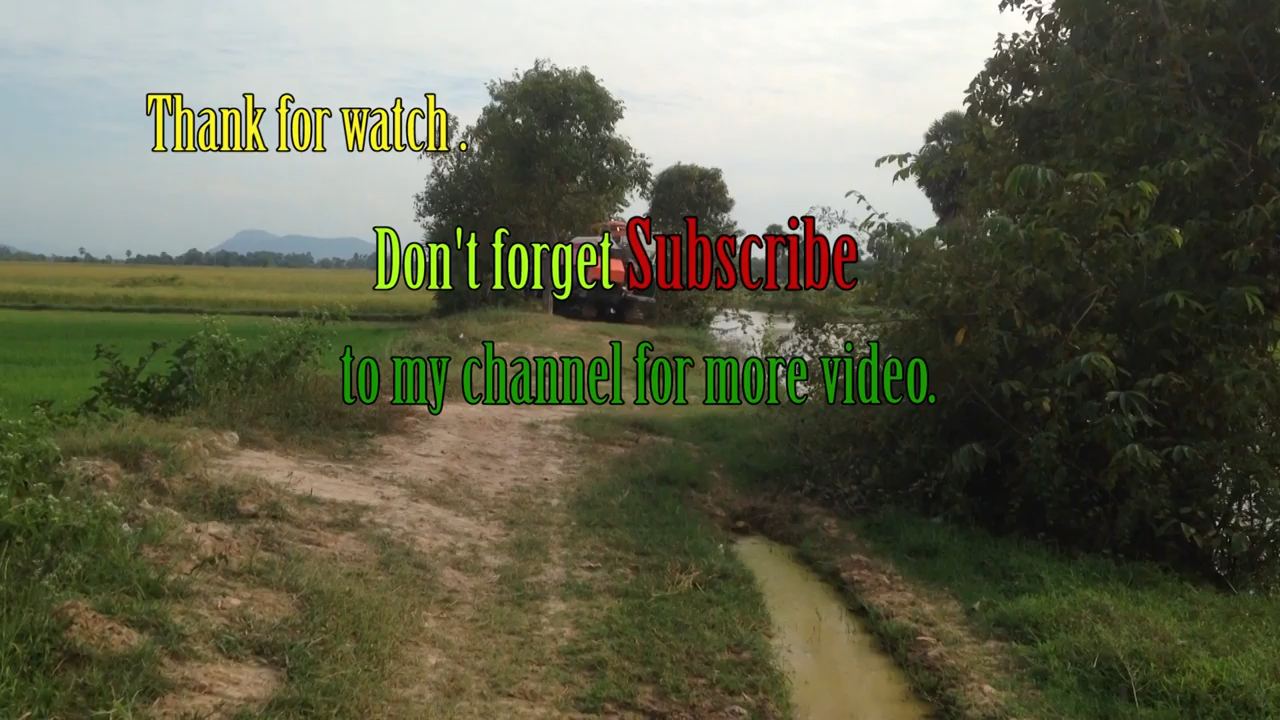 Thank for watch .
Don't forget Subscribe
to my channel for more video.